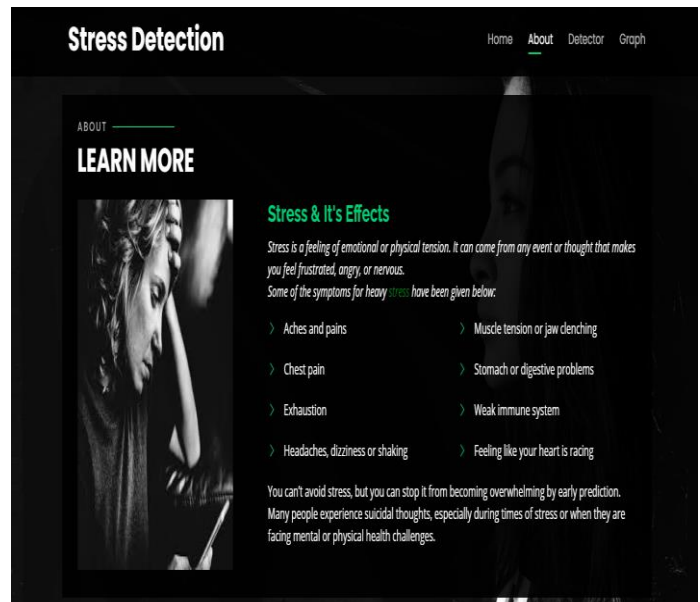 Stress Detection
Home About Detector Graph
ABOUT
LEARN MORE
Stress & It's Effects
Stress is a feeling of emotional or physical tension. It can come from any event or thought that makes
you feel frustrated, angry, or nervous.
Some of the symptoms for heavy stress have been given below:
Aches and pains
Muscle tension or jaw clenching
Chest pain
Stomach or digestive problems
Exhaustion
Weak immune system
Headaches, dizziness or shaking
Feeling like your heart is racing
You can't avoid stress, but you can stop it from becoming overwhelming by early prediction.
Many people experience suicidal thoughts, especially during times of stress or when they are
facing mental or physical health challenges.